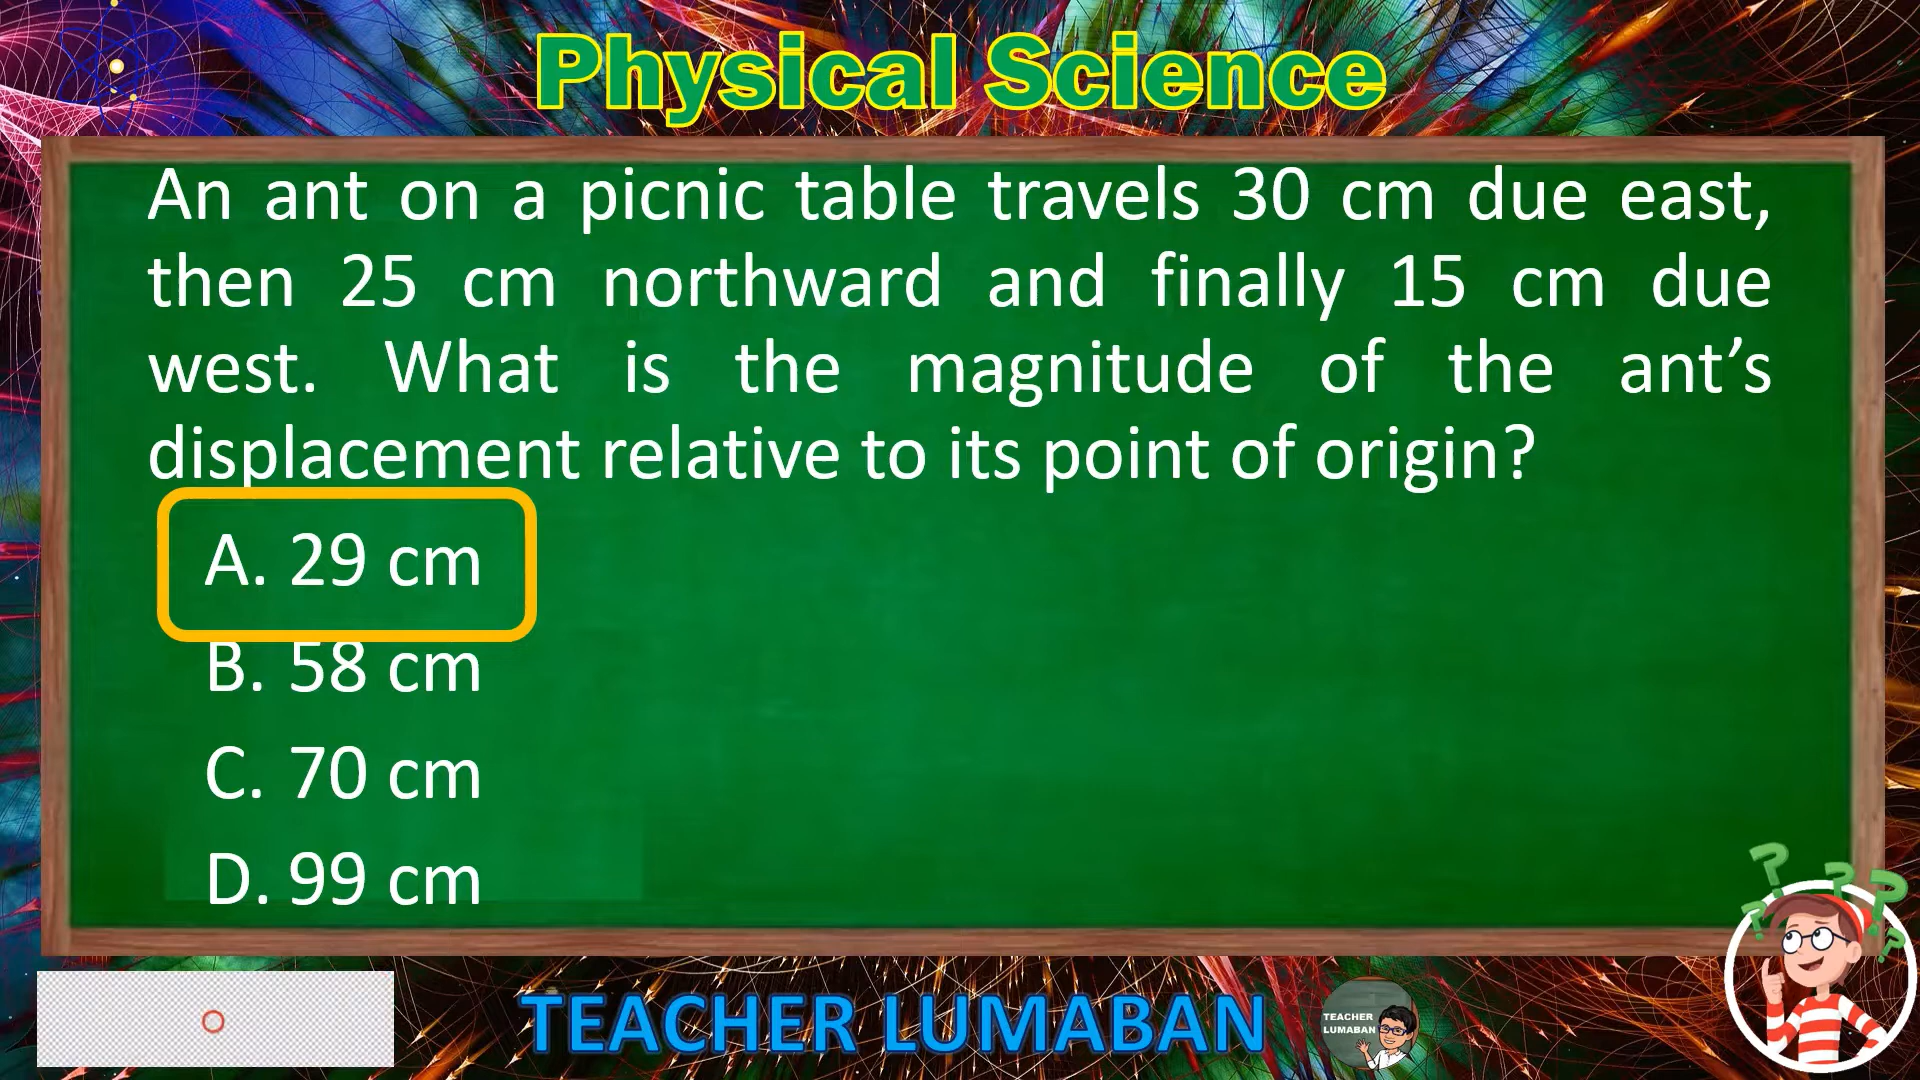 Physical Science
An ant on a picnic table travels 30 cm due east,
then 25 cm northward and finally 15 cm due
west. What is the magnitude of the ant’s
displacement relative to its point of origin?
A. 29 cm
B. 58 cm
C. 70 cm
D. 99 cm
TEACHER LUMABAN
TEACHER
LUMABAN